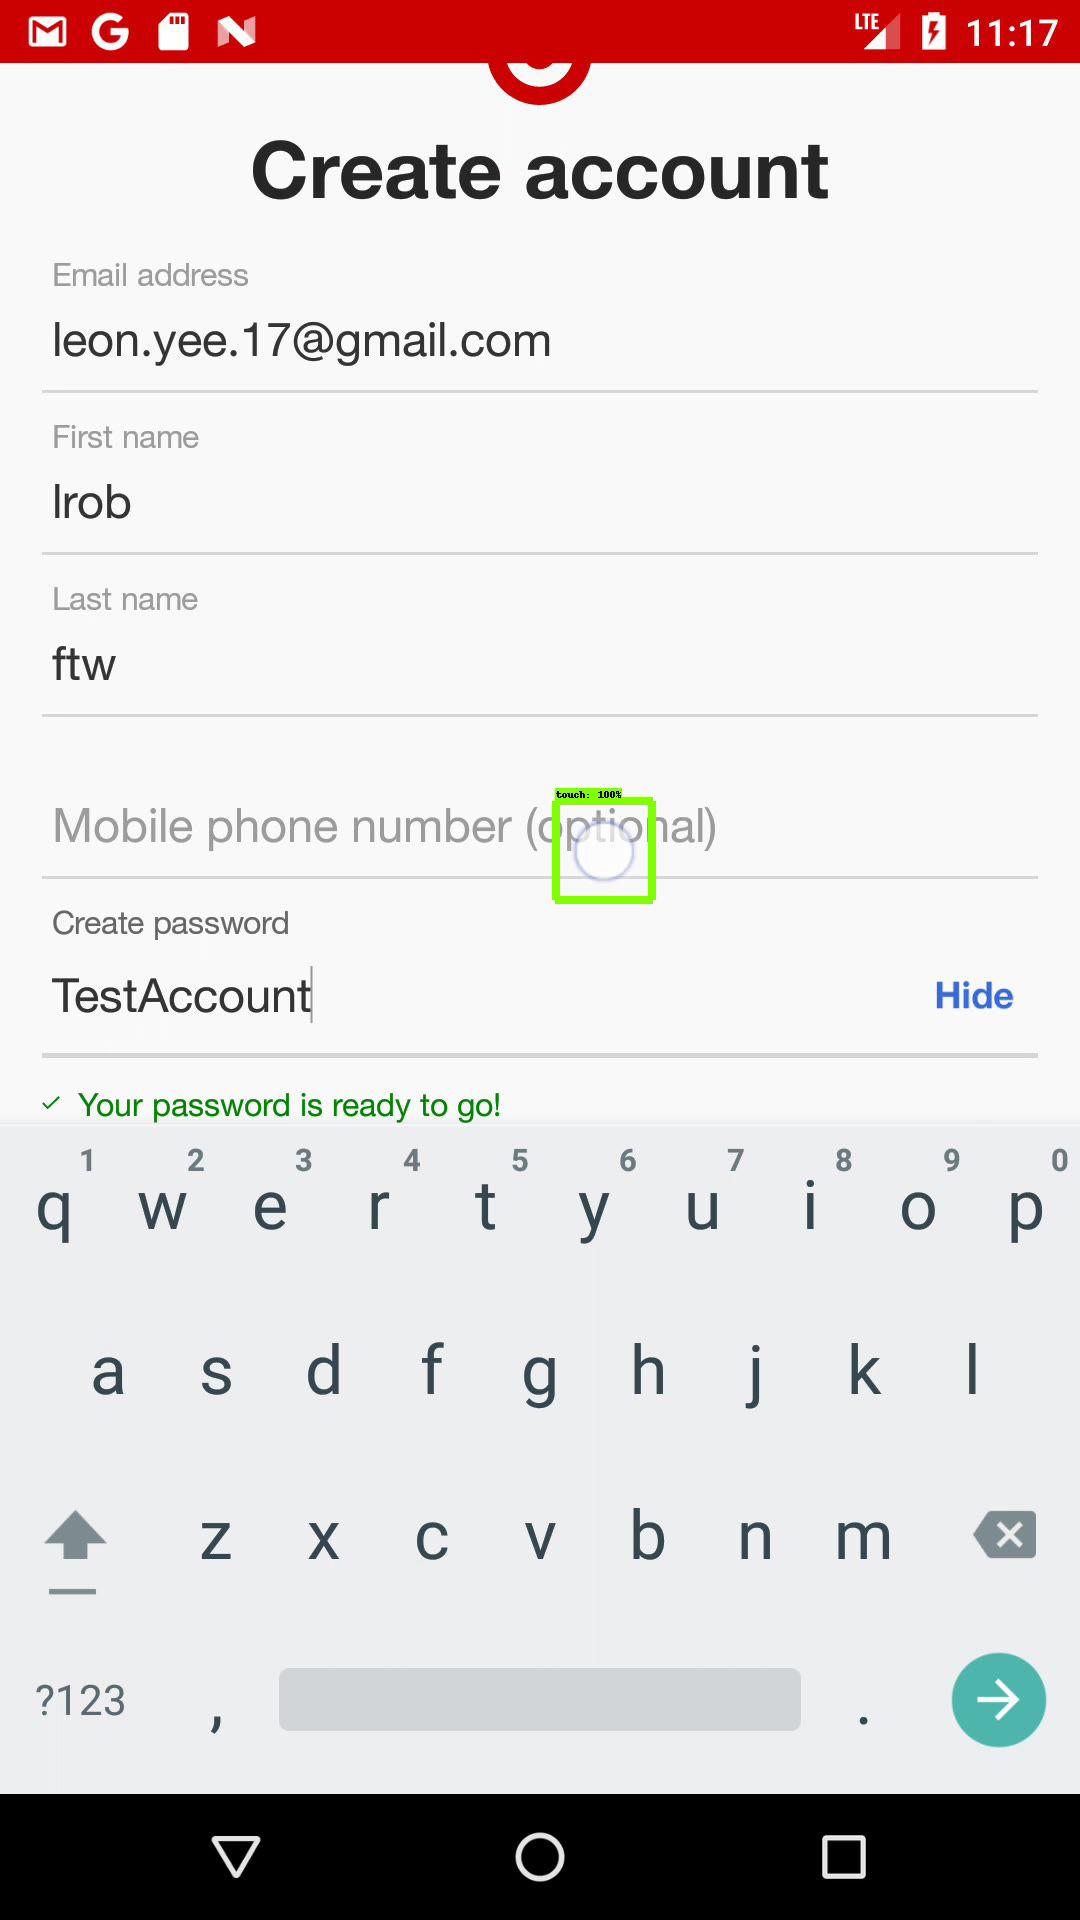 LTE 11:17
Create account
Email address
leon.yee.17@gmail.com
First name
lrob
Last name
ftw
touch: 100%
Mobile phone number (optional)
Create password
TestAccount
Hide
✓ Your password is ready to go!
1 2 3 4 5 6 7 8 9 0
q w e r t y u i o p
a s d f g h j k l
z x c v b n m
?123 , .